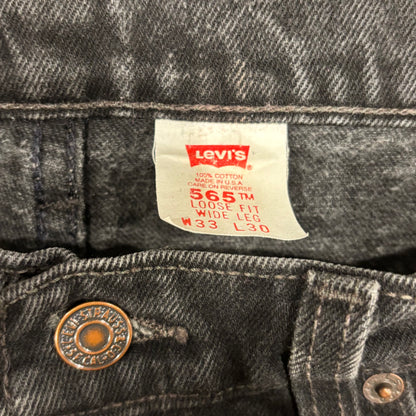 LEVI'S
100% COTTON
MADE IN U.S.A
CARE ON REVERSE
565™
LOOSE FIT
WIDE LEG
W33 L30